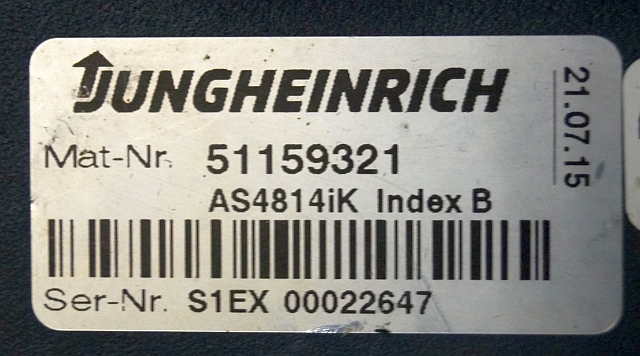 JUNGHEINRICH
21.07.15
Mat-Nr. 51159321
AS4814iK Index B
Ser-Nr. S1EX 00022647